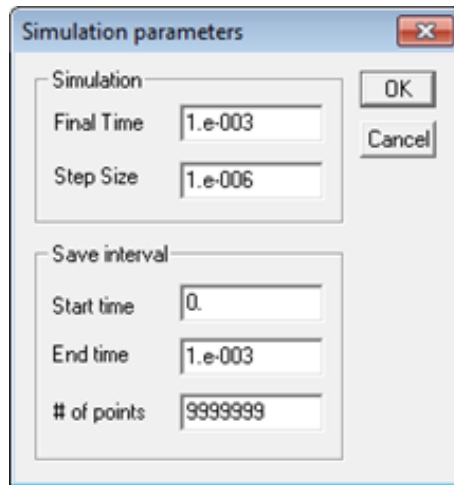 Simulation parameters
Simulation
OK
Final Time 1.e-003
Cancel
Step Size 1.e-006
Save interval
Start time 0.
End time 1.e-003
# of points 9999999